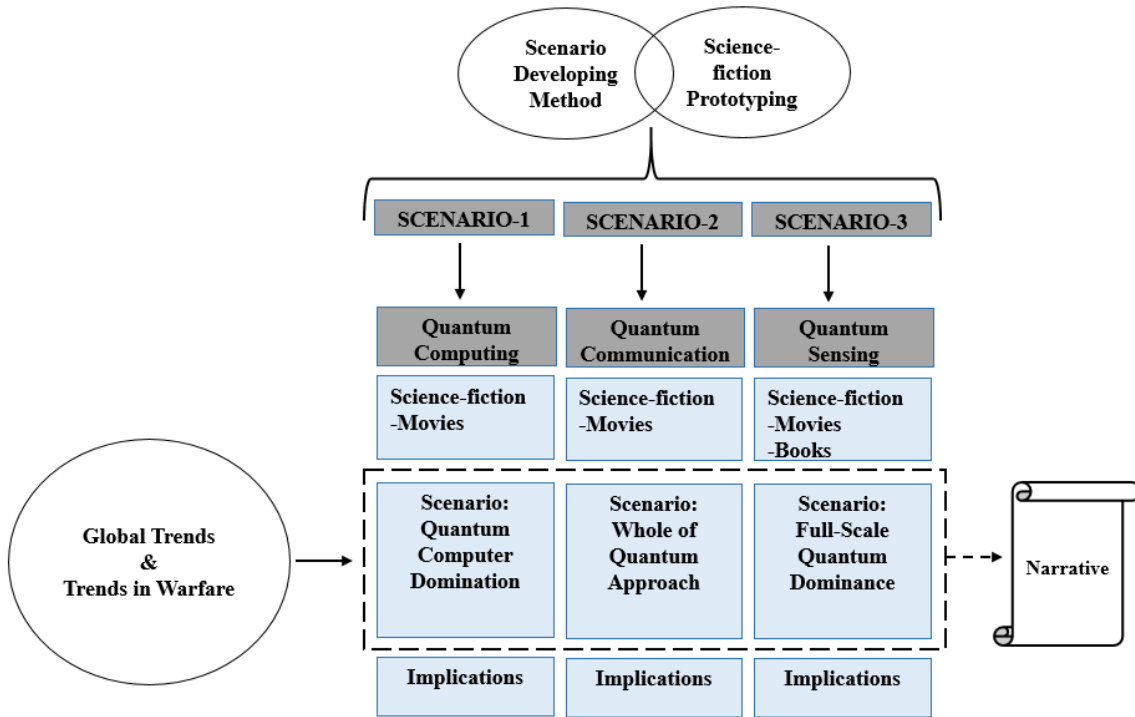 Scenario
Developing
Method
Science-
fiction
Prototyping
SCENARIO-1
SCENARIO-2
SCENARIO-3
Quantum
Computing
Quantum
Communication
Quantum
Sensing
Science-fiction
-Movies
Science-fiction
-Movies
Science-fiction
-Movies
-Books
Global Trends
&
Trends in Warfare
Scenario:
Quantum
Computer
Domination
Scenario:
Whole of
Quantum
Approach
Scenario:
Full-Scale
Quantum
Dominance
Narrative
Implications
Implications
Implications